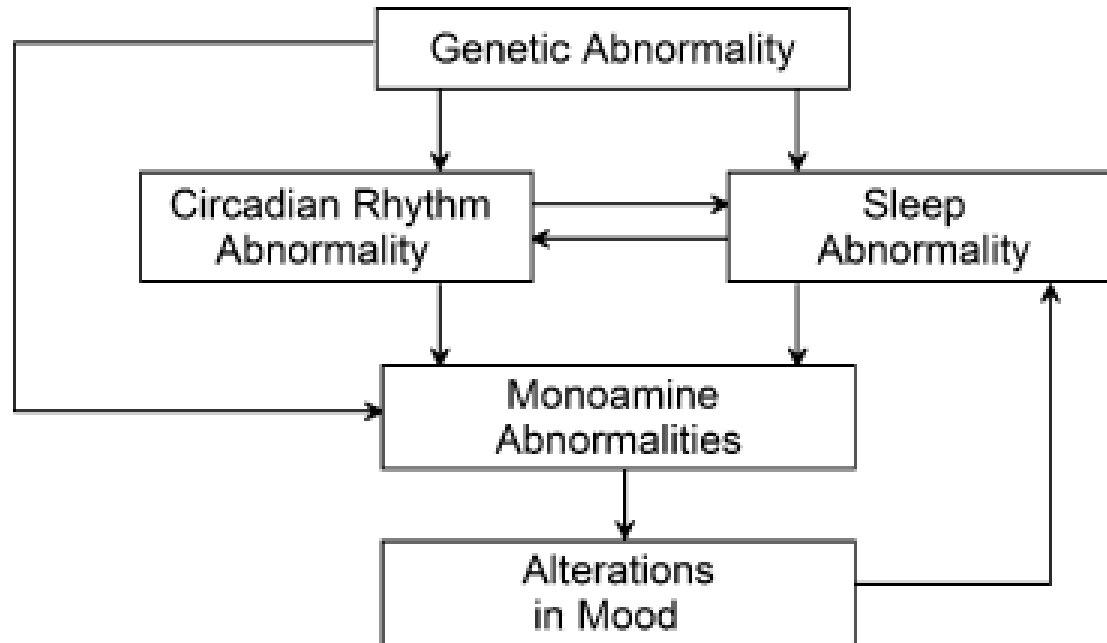 Genetic Abnormality
Circadian Rhythm
Abnormality
Sleep
Abnormality
Monoamine
Abnormalities
Alterations
in Mood